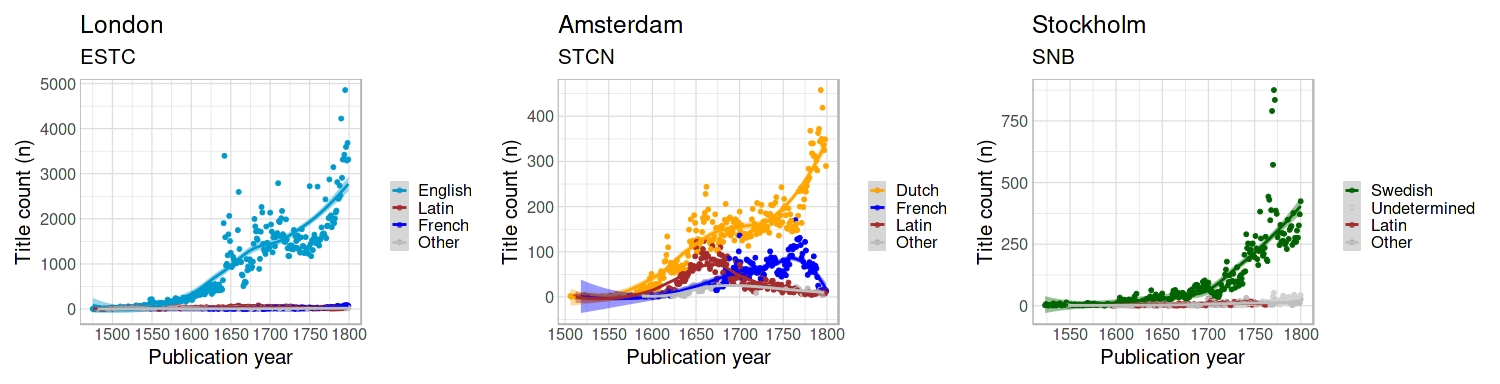 London
ESTC
Title count (n)
5000
4000
3000
2000
1000
0
1500 1550 1600 1650 1700 1750 1800
Publication year
English
Latin
French
Other
Amsterdam
STCN
Title count (n)
400
300
200
100
0
1500 1550 1600 1650 1700 1750 1800
Publication year
Dutch
French
Latin
Other
Stockholm
SNB
Title count (n)
750
500
250
0
1550 1600 1650 1700 1750 1800
Publication year
Swedish
Undetermined
Latin
Other